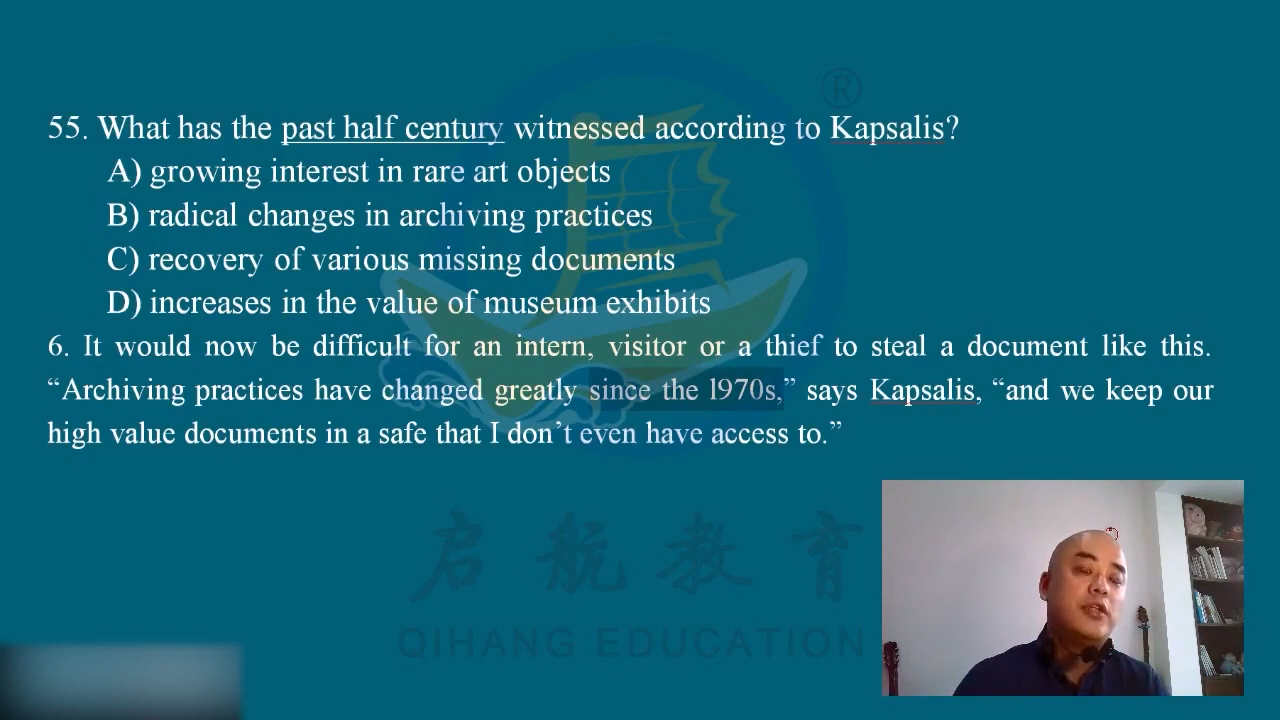 55. What has the past half century witnessed according to Kapsalis?
A) growing interest in rare art objects
B) radical changes in archiving practices
C) recovery of various missing documents
D) increases in the value of museum exhibits
6. It would now be difficult for an intern, visitor or a thief to steal a document like this.
“Archiving practices have changed greatly since the l970s,” says Kapsalis, “and we keep our
high value documents in a safe that I don’t even have access to.”
®
启航教育
QIHANG EDUCATION